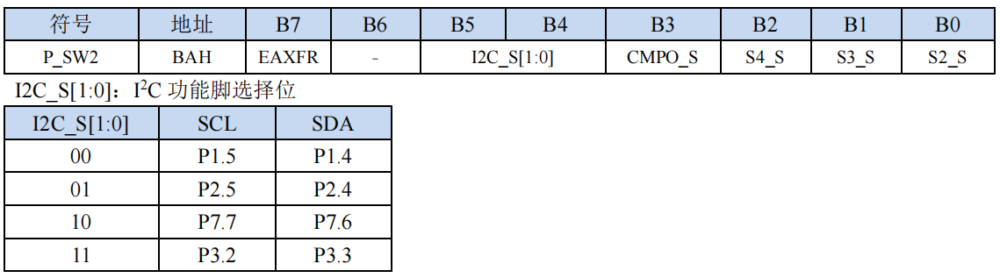 符号 地址 B7 B6 B5 B4 B3 B2 B1 B0
P_SW2 BAH EAXFR - I2C_S[1:0] CMPO_S S4_S S3_S S2_S
I2C_S[1:0]：I²C 功能脚选择位
I2C_S[1:0] SCL SDA
00 P1.5 P1.4
01 P2.5 P2.4
10 P7.7 P7.6
11 P3.2 P3.3